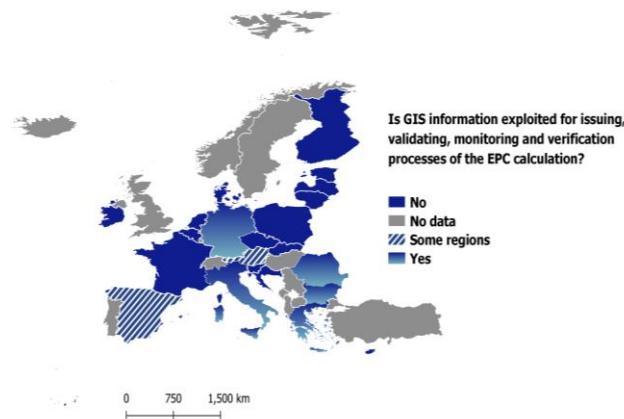 Is GIS information exploited for issuing,
validating, monitoring and verification
processes of the EPC calculation?
No
No data
Some regions
Yes
0 750 1,500 km